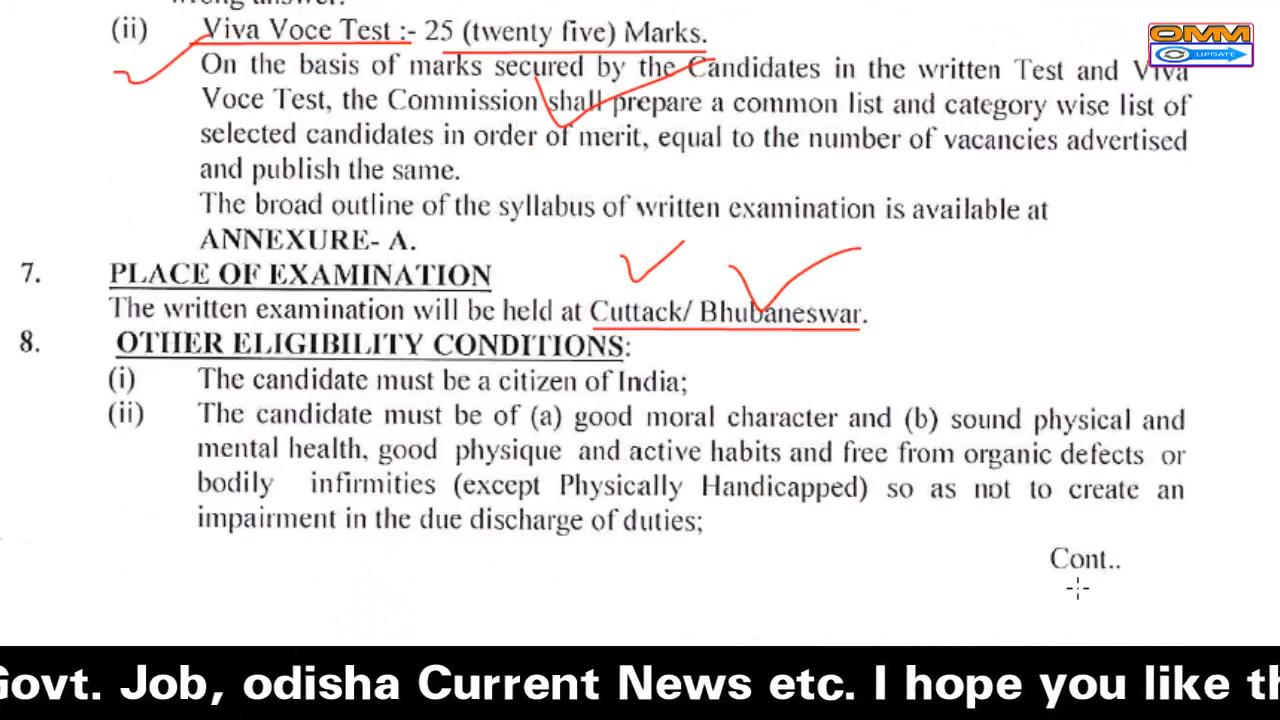 wrong answer.
(ii) Viva Voce Test :- 25 (twenty five) Marks.
On the basis of marks secured by the Candidates in the written Test and Viva
Voce Test, the Commission shall prepare a common list and category wise list of
selected candidates in order of merit, equal to the number of vacancies advertised
and publish the same.
The broad outline of the syllabus of written examination is available at
ANNEXURE- A.
7. PLACE OF EXAMINATION
The written examination will be held at Cuttack/ Bhubaneswar.
8. OTHER ELIGIBILITY CONDITIONS:
(i) The candidate must be a citizen of India;
(ii) The candidate must be of (a) good moral character and (b) sound physical and
mental health, good physique and active habits and free from organic defects or
bodily infirmities (except Physically Handicapped) so as not to create an
impairment in the due discharge of duties;
Cont..
OMM
UPDATE
Govt. Job, odisha Current News etc. I hope you like th